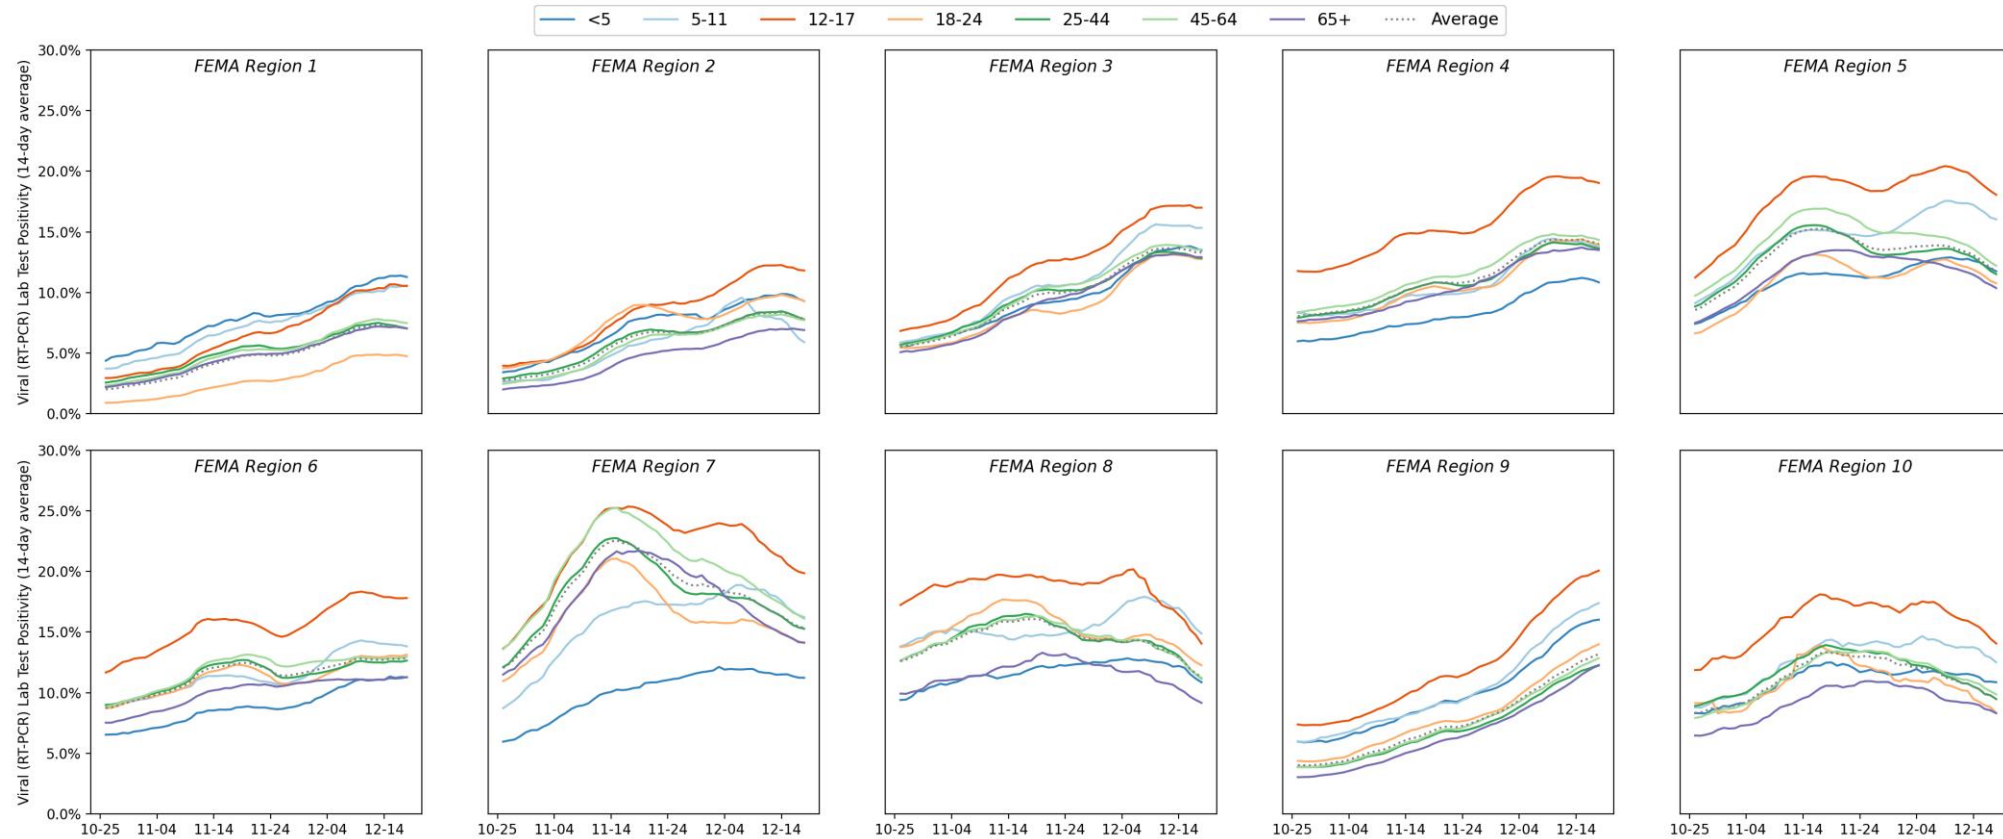 <5 5-11 12-17 18-24 25-44 45-64 65+ Average
Viral (RT-PCR) Lab Test Positivity (14-day average)
30.0%
25.0%
20.0%
15.0%
10.0%
5.0%
0.0%
FEMA Region 1
FEMA Region 2
FEMA Region 3
FEMA Region 4
FEMA Region 5
Viral (RT-PCR) Lab Test Positivity (14-day average)
30.0%
25.0%
20.0%
15.0%
10.0%
5.0%
0.0%
FEMA Region 6
10-25 11-04 11-14 11-24 12-04 12-14
FEMA Region 7
10-25 11-04 11-14 11-24 12-04 12-14
FEMA Region 8
10-25 11-04 11-14 11-24 12-04 12-14
FEMA Region 9
10-25 11-04 11-14 11-24 12-04 12-14
FEMA Region 10
10-25 11-04 11-14 11-24 12-04 12-14